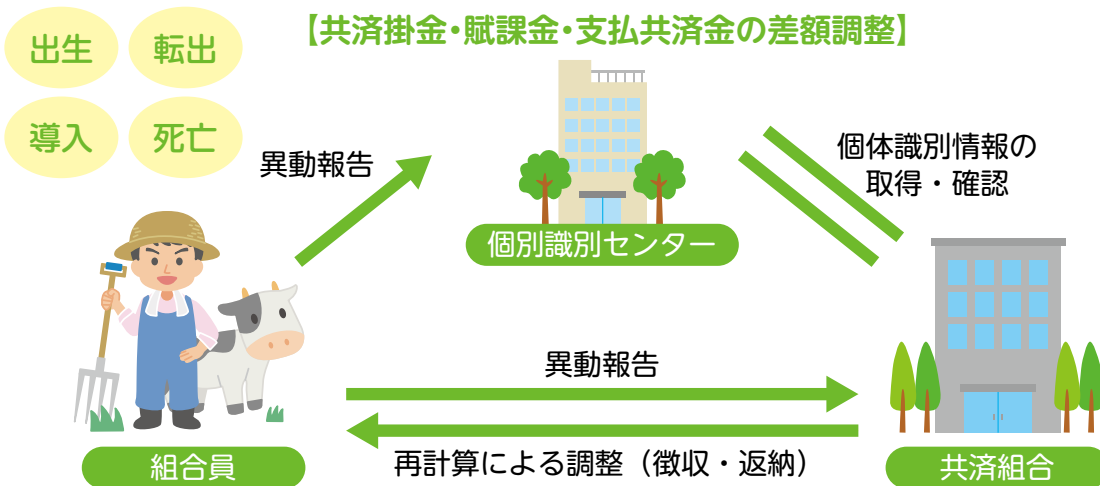 【共済掛金・賦課金・支払共済金の差額調整】
出生
転出
導入
死亡
異動報告
個体識別情報の
取得・確認
個別識別センター
異動報告
再計算による調整（徴収・返納）
組合員
共済組合